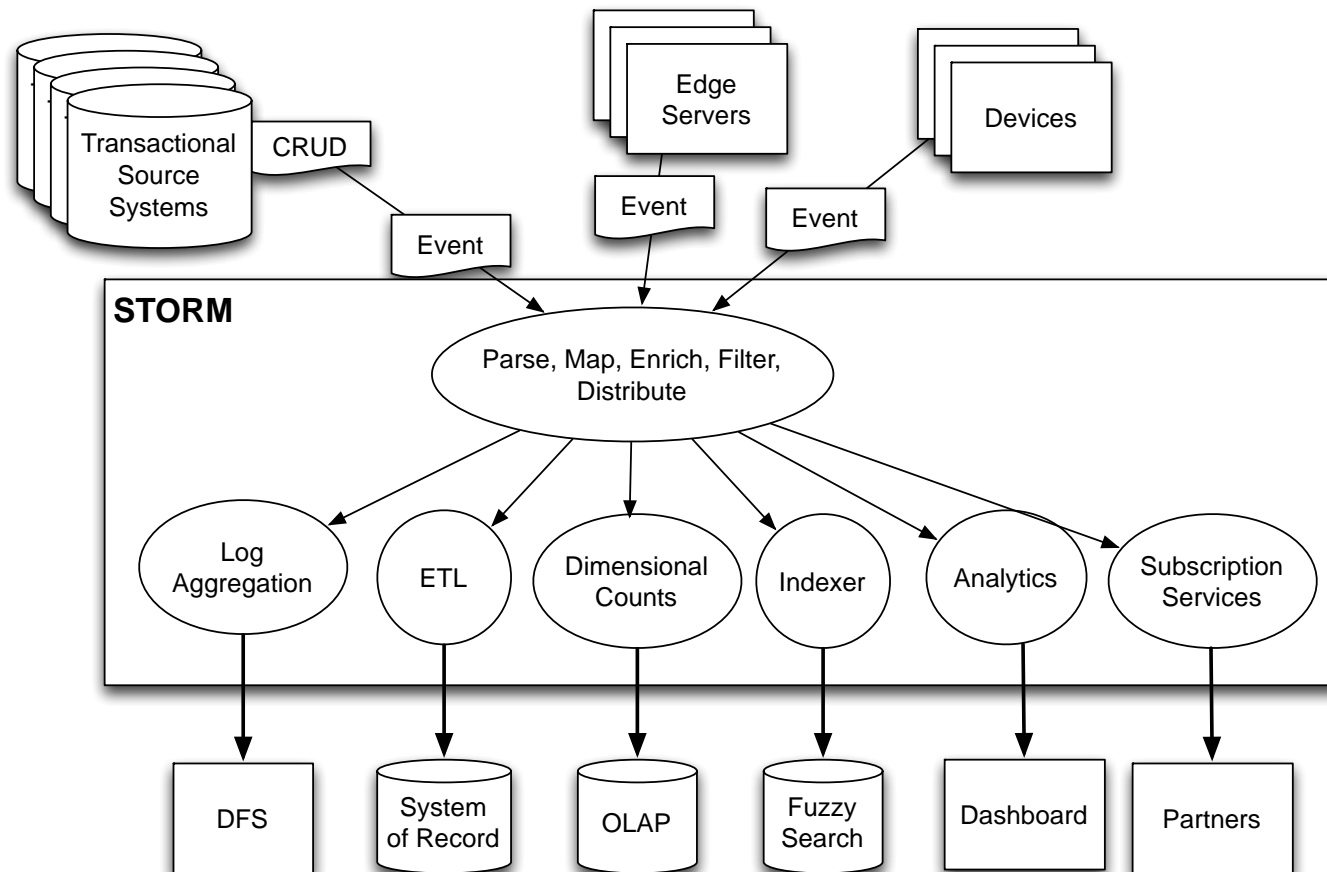 Transactional
Source
Systems
CRUD
Edge
Servers
Devices
Event
Event
Event
STORM
Parse, Map, Enrich, Filter,
Distribute
Log
Aggregation
ETL
Dimensional
Counts
Indexer
Analytics
Subscription
Services
DFS
System
of Record
OLAP
Fuzzy
Search
Dashboard
Partners